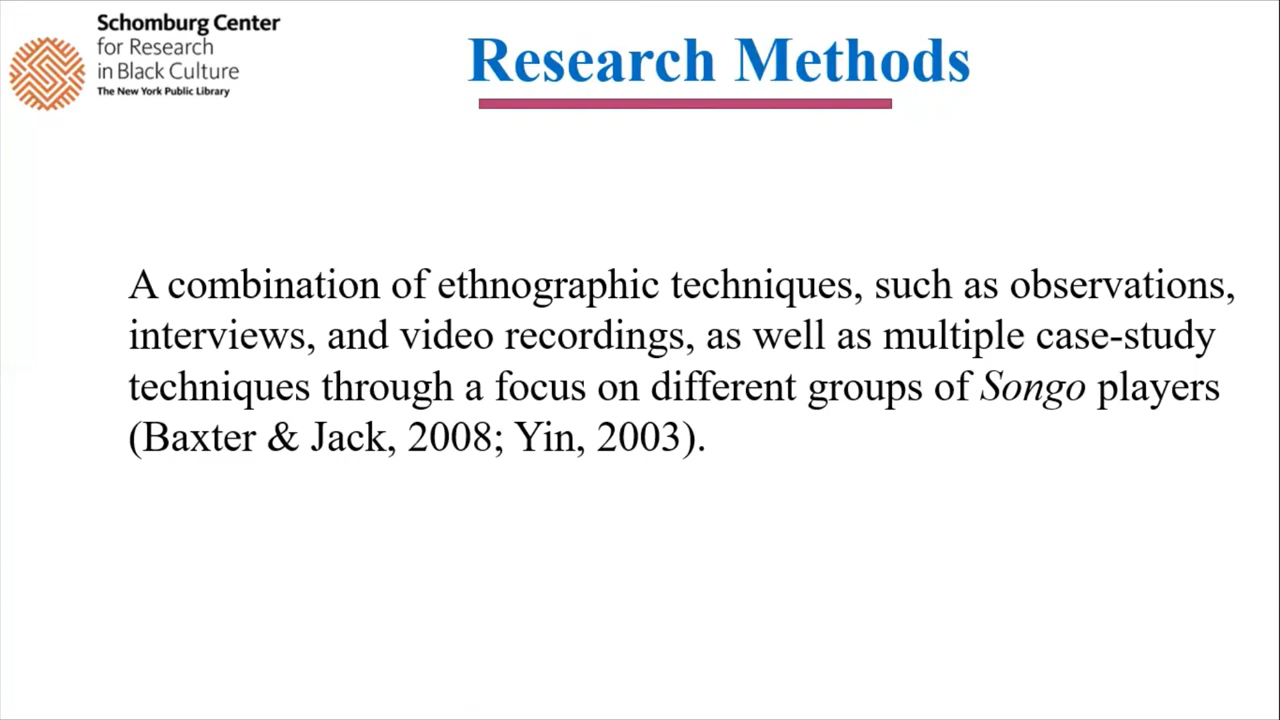 Schomburg Center
for Research
in Black Culture
The New York Public Library
Research Methods
A combination of ethnographic techniques, such as observations,
interviews, and video recordings, as well as multiple case-study
techniques through a focus on different groups of Songo players
(Baxter & Jack, 2008; Yin, 2003).